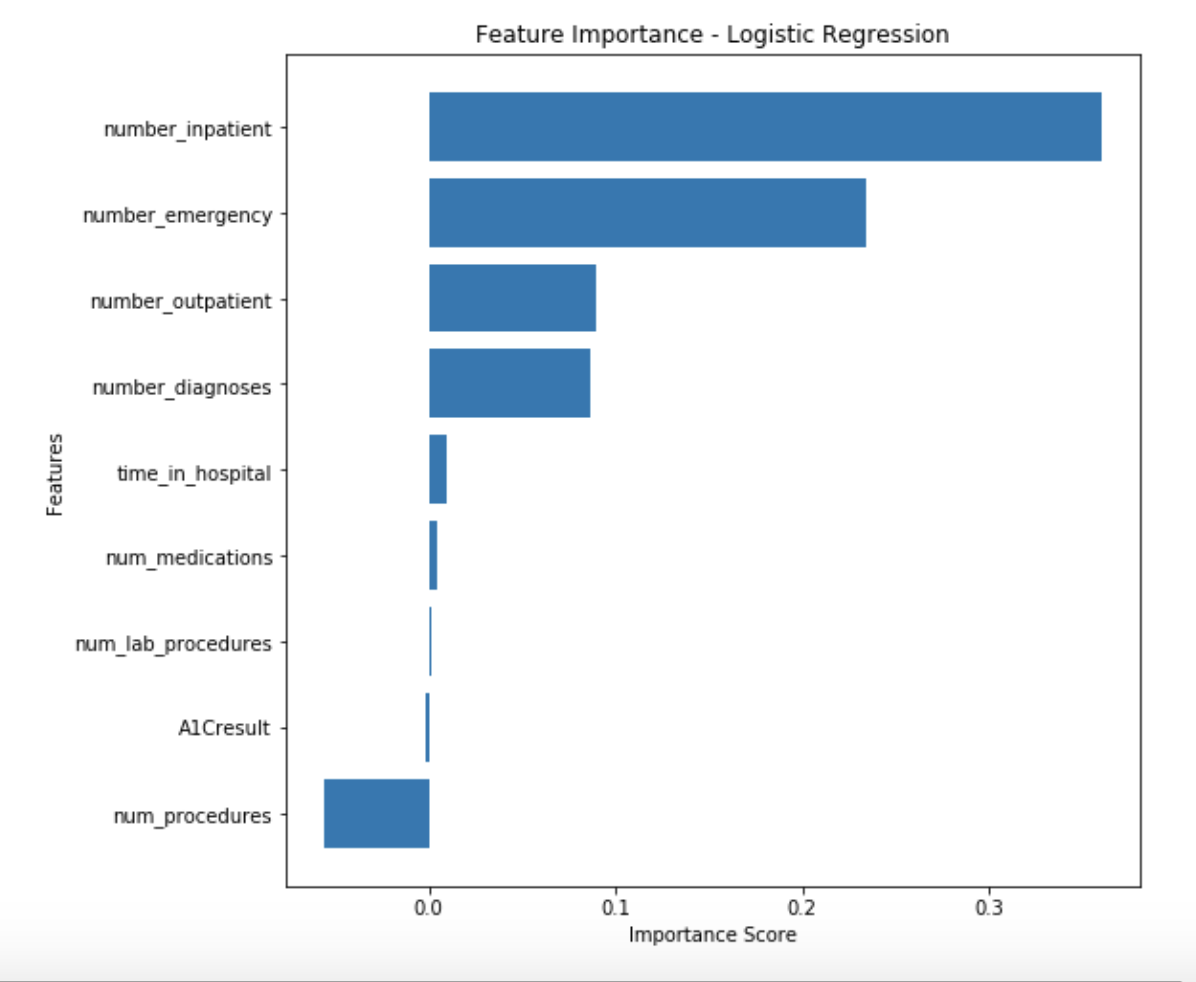 Feature Importance - Logistic Regression
number_inpatient
number_emergency
number_outpatient
number_diagnoses
time_in_hospital
num_medications
num_lab_procedures
A1Cresult
num_procedures
Features
0.0 0.1 0.2 0.3
Importance Score